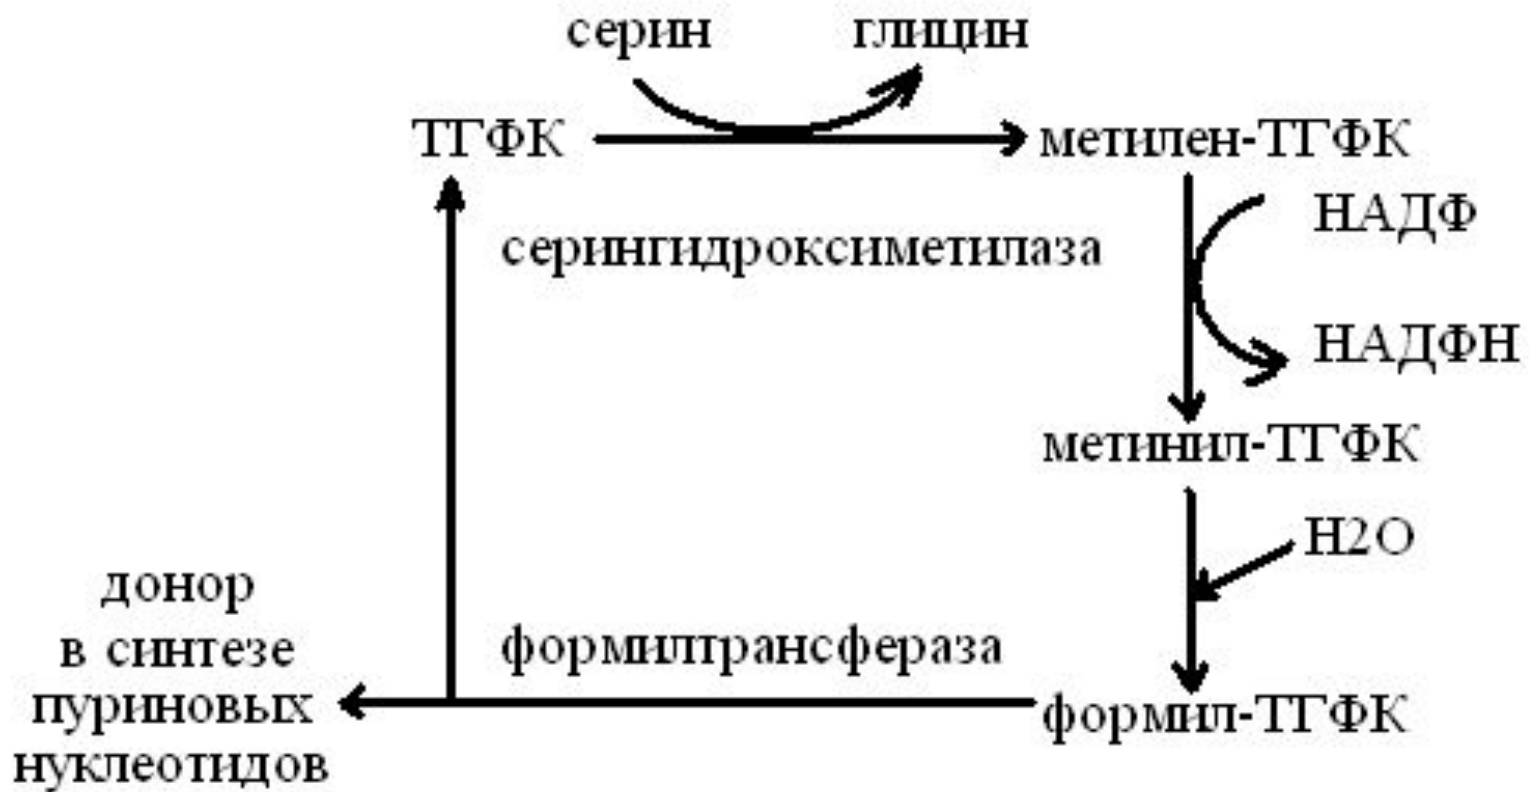 серин глицин
ТГФК метилен-ТГФК
НАДФ
серингидроксиметилаза
НАДФН
метинил-ТГФК
Н2О
донор
в синтезе
формилтрансфераза
пуриновых
формил-ТГФК
нуклеотидов